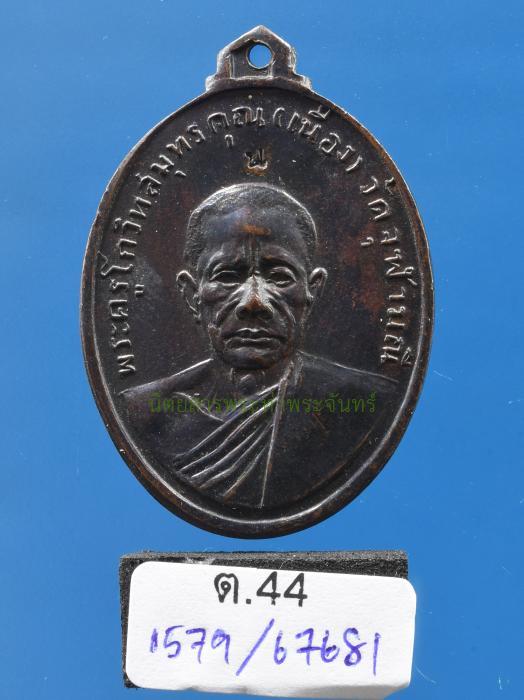 พระครูโกวิทสมุทรคุณ (เนื่อง) วัดจุฬามณี
พ
นิตยสารพระท่าพระจันทร์
ต.44
1579/67681